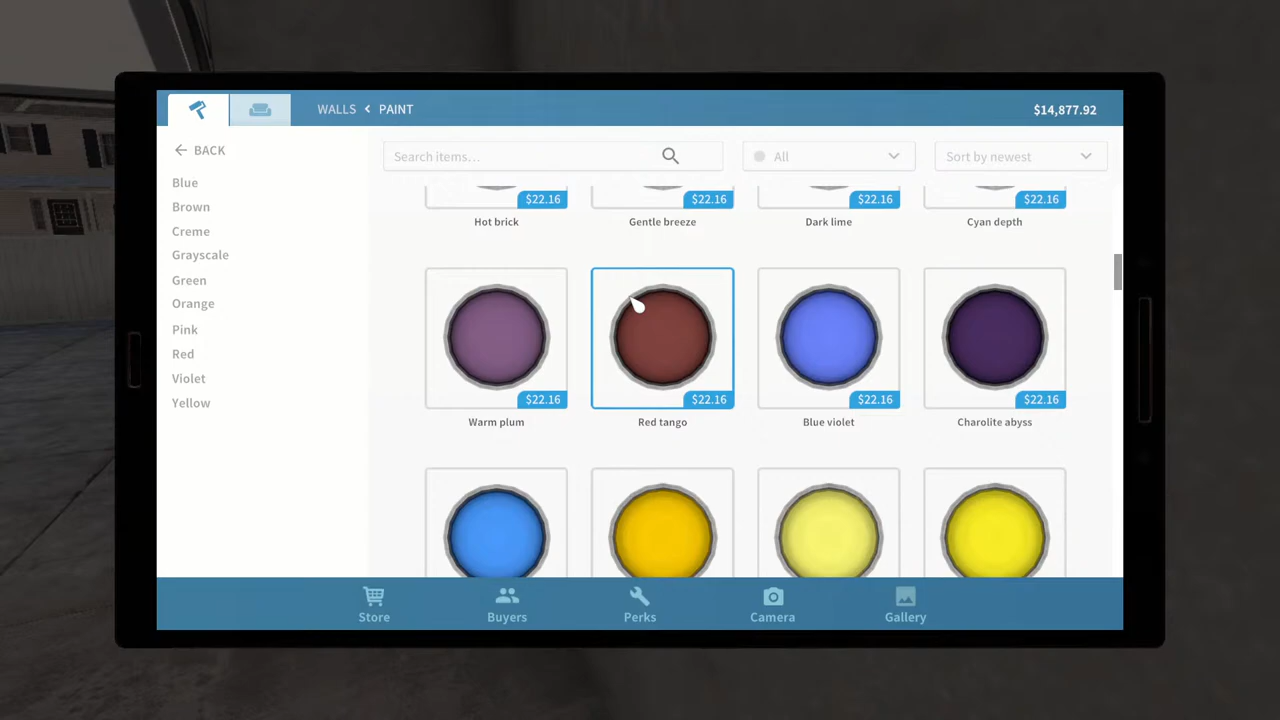 WALLS < PAINT
$14,877.92
BACK
Blue
Brown
Creme
Grayscale
Green
Orange
Pink
Red
Violet
Yellow
Search items...
All
Sort by newest
$22.16
$22.16
$22.16
$22.16
Hot brick
Gentle breeze
Dark lime
Cyan depth
$22.16
$22.16
$22.16
$22.16
Warm plum
Red tango
Blue violet
Charolite abyss
Store
Buyers
Perks
Camera
Gallery